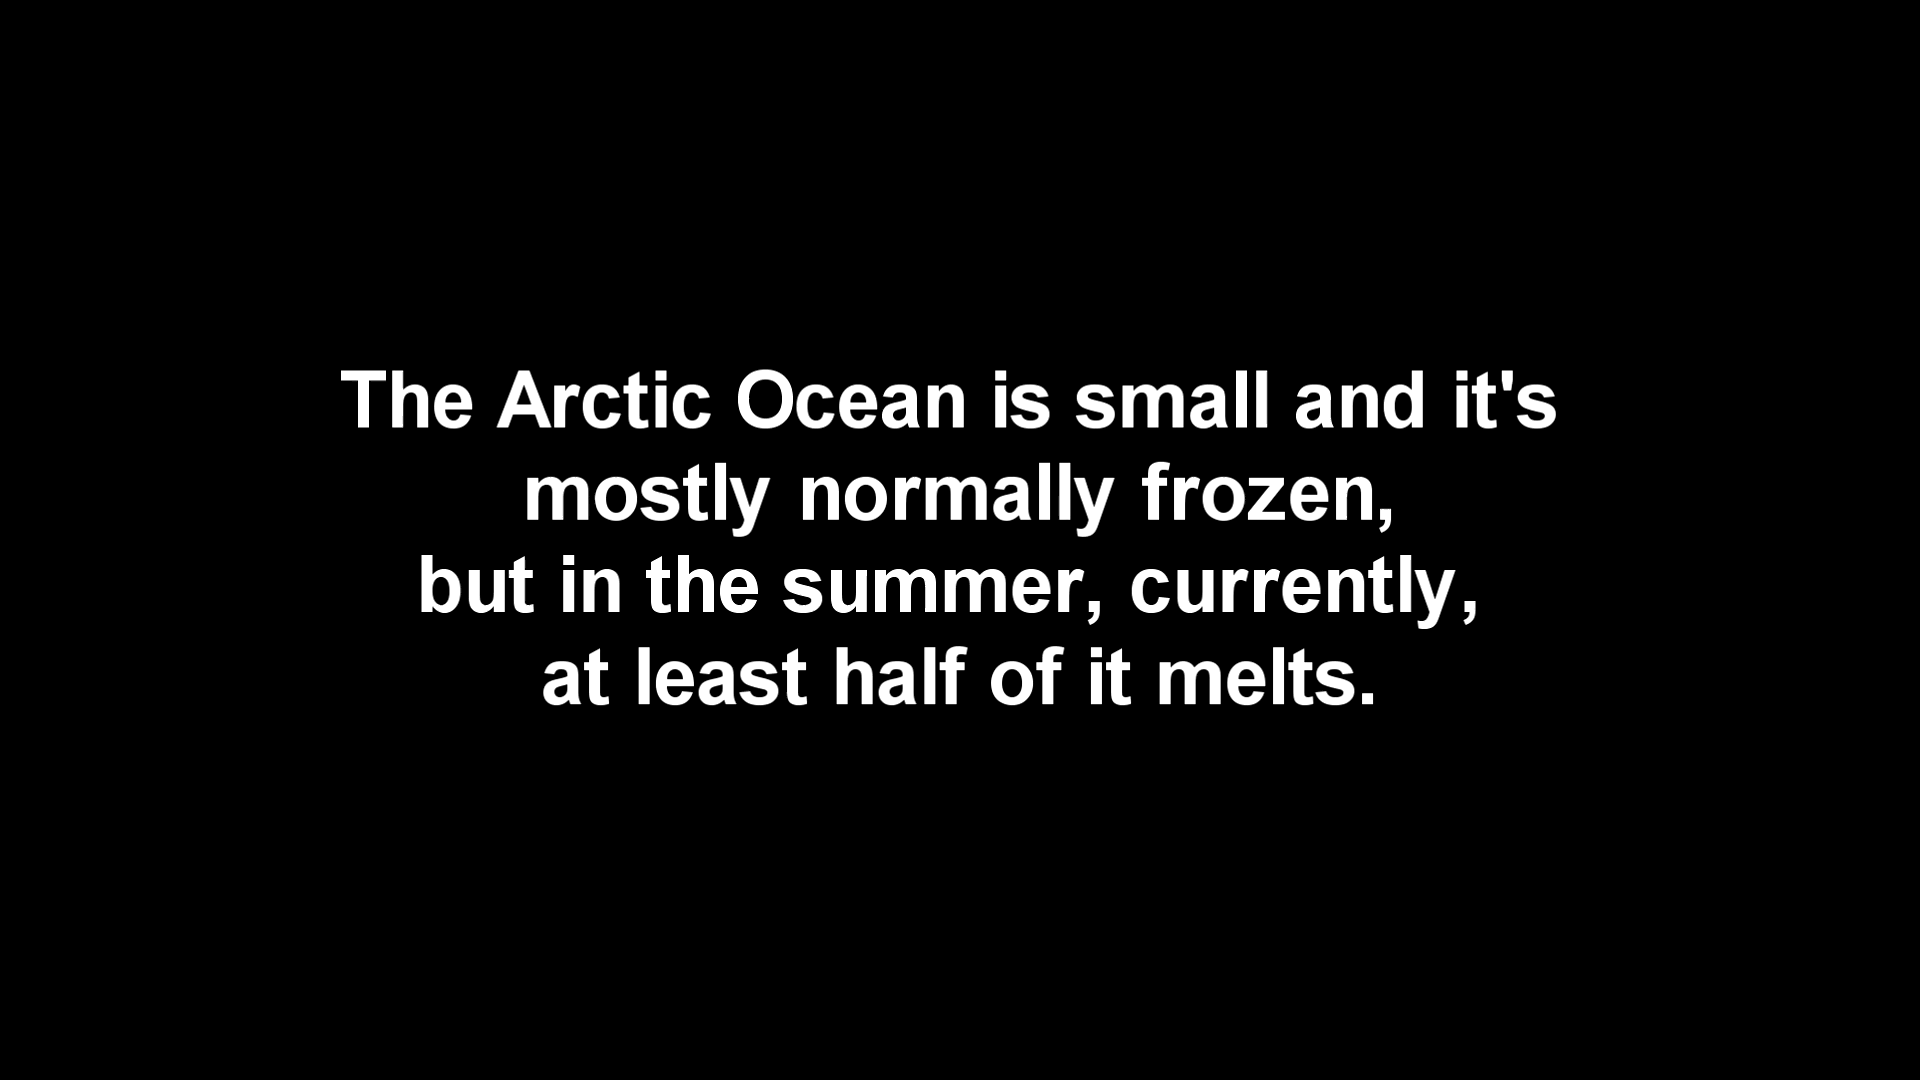 The Arctic Ocean is small and it's
mostly normally frozen,
but in the summer, currently,
at least half of it melts.